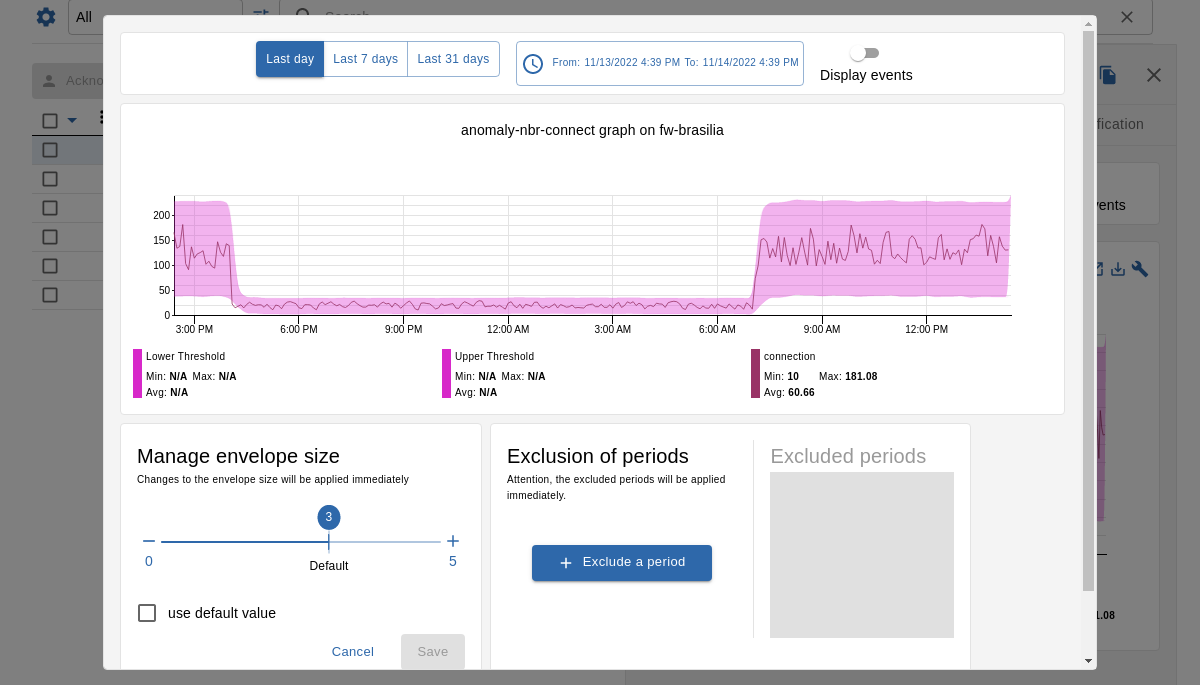 All
Search
Ackno
Last day
Last 7 days
Last 31 days
From: 11/13/2022 4:39 PM To: 11/14/2022 4:39 PM
Display events
anomaly-nbr-connect graph on fw-brasilia
200
150
100
50
0
3:00 PM
6:00 PM
9:00 PM
12:00 AM
3:00 AM
6:00 AM
9:00 AM
12:00 PM
Lower Threshold
Min: N/A Max: N/A
Avg: N/A
Upper Threshold
Min: N/A Max: N/A
Avg: N/A
connection
Min: 10 Max: 181.08
Avg: 60.66
Manage envelope size
Changes to the envelope size will be applied immediately
3
0
5
Default
use default value
Cancel
Save
Exclusion of periods
Attention, the excluded periods will be applied
immediately.
Exclude a period
Excluded periods
fication
vents
1.08